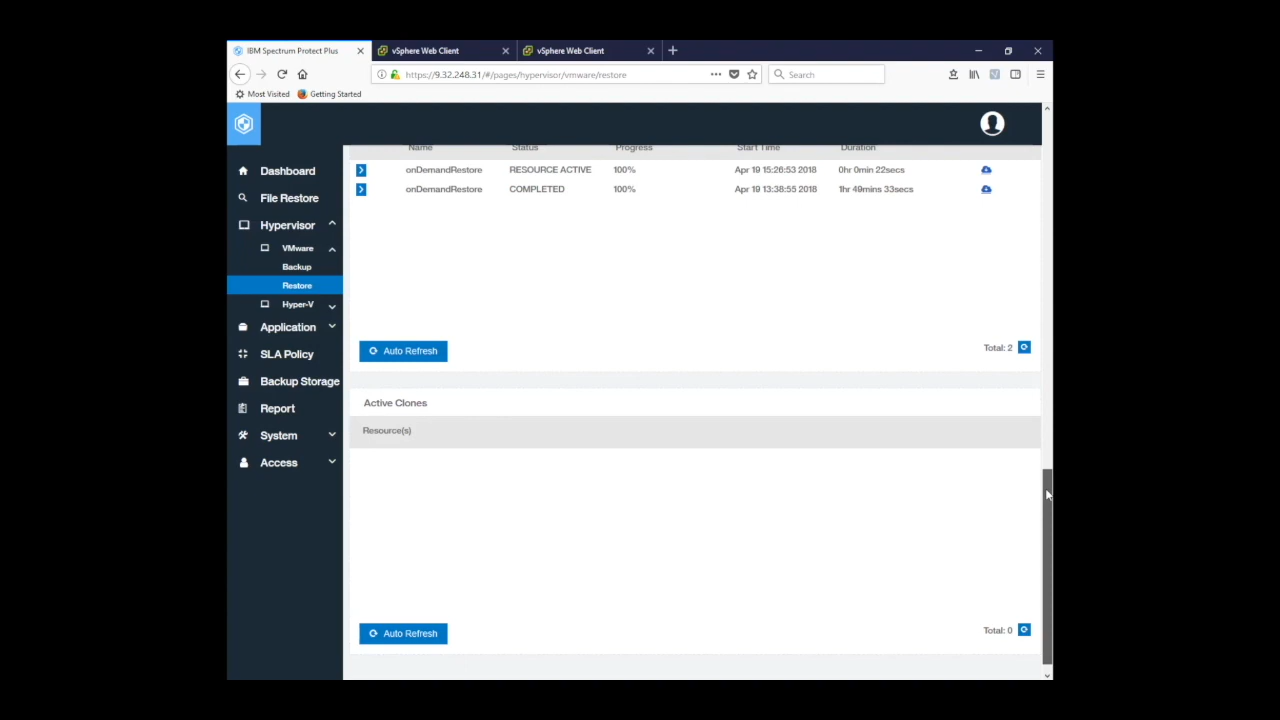 IBM Spectrum Protect Plus
vSphere Web Client
vSphere Web Client
https://9.32.248.31/#/pages/hypervisor/vmware/restore
Search
Most Visited
Getting Started
Name Status Progress Start Time Duration
Dashboard
File Restore
Hypervisor
VMware
Backup
Restore
Hyper-V
Application
SLA Policy
Backup Storage
Report
System
Access
onDemandRestore RESOURCE ACTIVE 100% Apr 19 15:26:53 2018 0hr 0min 22secs
onDemandRestore COMPLETED 100% Apr 19 13:38:55 2018 1hr 49mins 33secs
Auto Refresh
Total: 2
Active Clones
Resource(s)
Auto Refresh
Total: 0